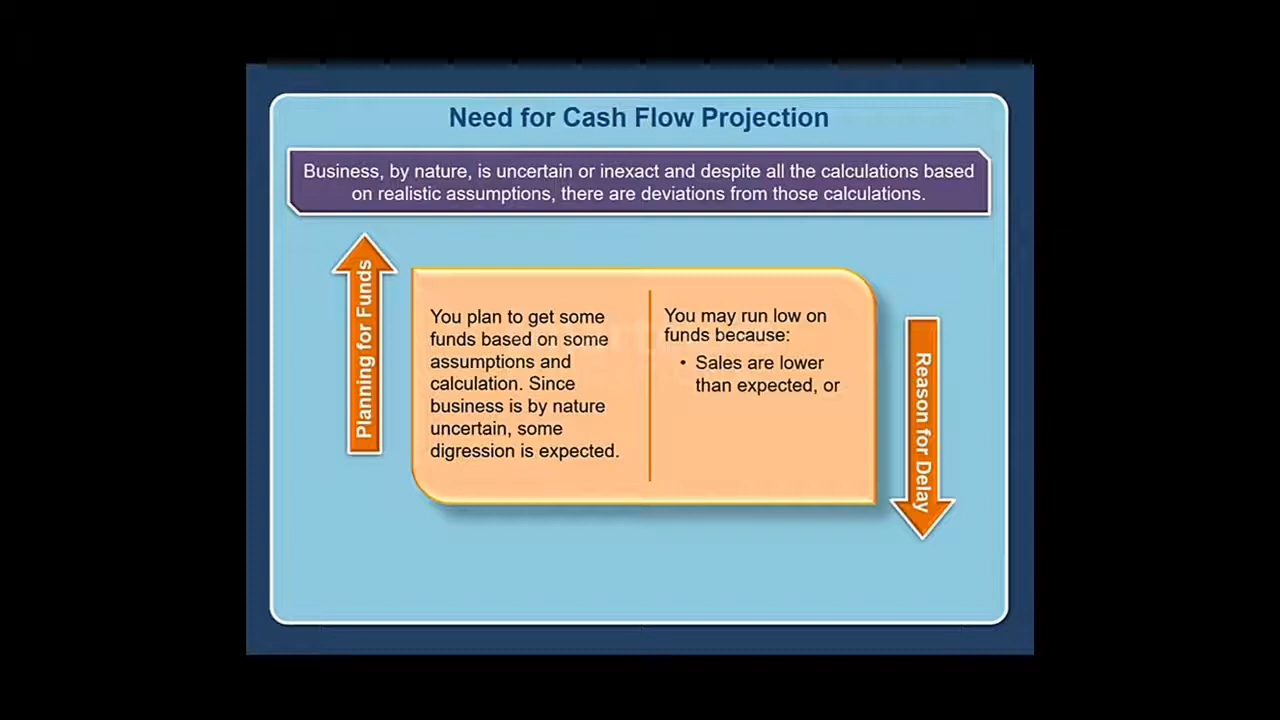 Need for Cash Flow Projection
Business, by nature, is uncertain or inexact and despite all the calculations based
on realistic assumptions, there are deviations from those calculations.
Planning for Funds
You plan to get some
funds based on some
assumptions and
calculation. Since
business is by nature
uncertain, some
digression is expected.
You may run low on
funds because:
• Sales are lower
than expected, or
Reason for Delay